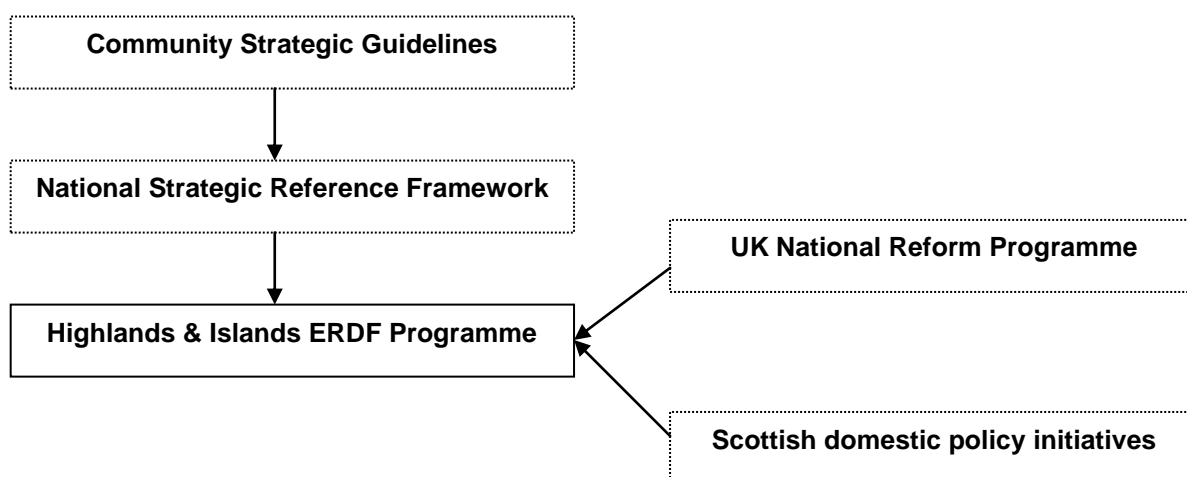 Community Strategic Guidelines
National Strategic Reference Framework
UK National Reform Programme
Highlands & Islands ERDF Programme
Scottish domestic policy initiatives